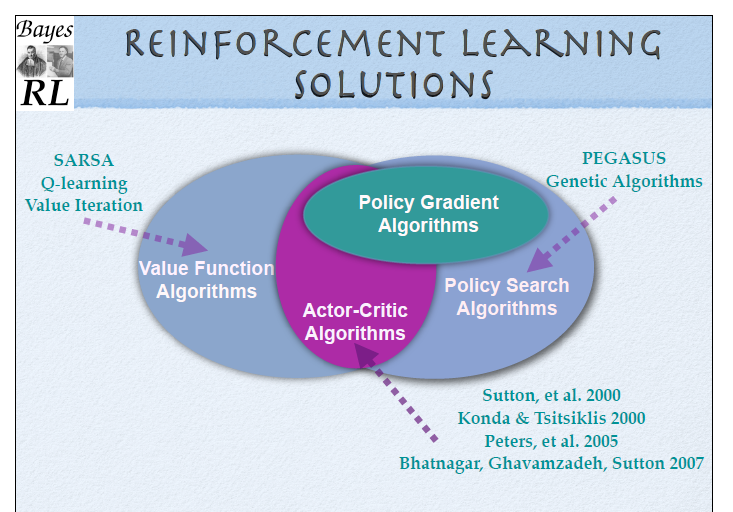 Bayes
RL
REINFORCEMENT LEARNING
SOLUTIONS
SARSA
Q-learning
Value Iteration
PEGASUS
Genetic Algorithms
Policy Gradient
Algorithms
Value Function
Algorithms
Policy Search
Algorithms
Actor-Critic
Algorithms
Sutton, et al. 2000
Konda & Tsitsiklis 2000
Peters, et al. 2005
Bhatnagar, Ghavamzadeh, Sutton 2007